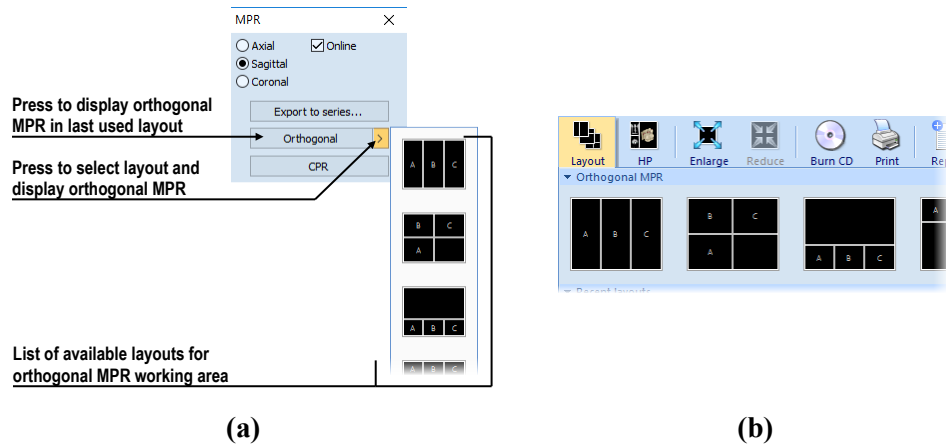 MPR
Axial
Online
Sagittal
Coronal
Export to series...
Orthogonal
>
CPR
Press to display orthogonal
MPR in last used layout
Press to select layout and
display orthogonal MPR
List of available layouts for
orthogonal MPR working area
A B C
B C
A
A B C
A B C
(a)
Layout HP Enlarge Reduce Burn CD Print
Orthogonal MPR
A B C
B C
A
A B C
A
Recent layouts
(b)